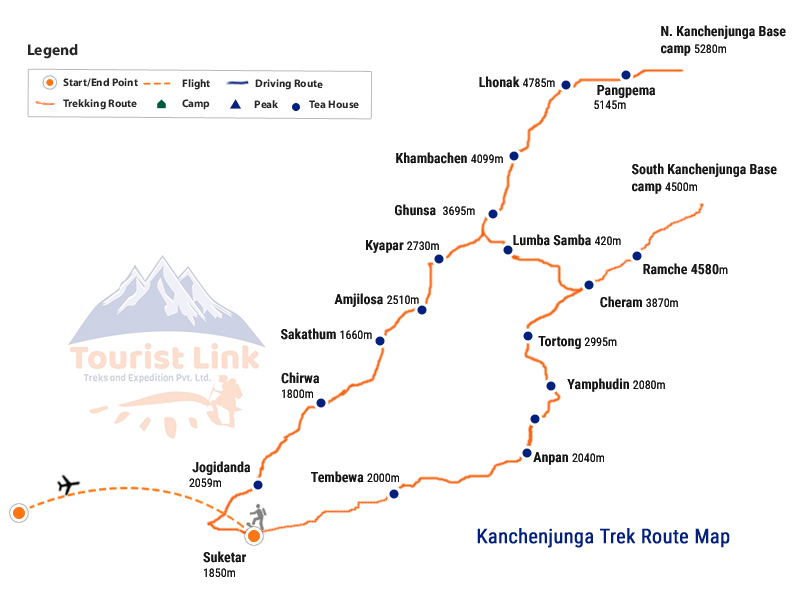 Legend
Start/End Point
Flight
Driving Route
Trekking Route
Camp
Peak
Tea House
N. Kanchenjunga Base
camp 5280m
Lhonak 4785m
Pangpema
5145m
Khambachen 4099m
South Kanchenjunga Base
camp 4500m
Ghunsa 3695m
Lumba Samba 420m
Kyapar 2730m
Ramche 4580m
Amjilosa 2510m
Cheram 3870m
Sakathum 1660m
Tortong 2995m
Tourist Link
Treks and Expedition Pvt. Ltd.
Chirwa
1800m
Yamphudin 2080m
Anpan 2040m
Jogidanda
2059m
Tembewa 2000m
Kanchenjunga Trek Route Map
Suketar
1850m